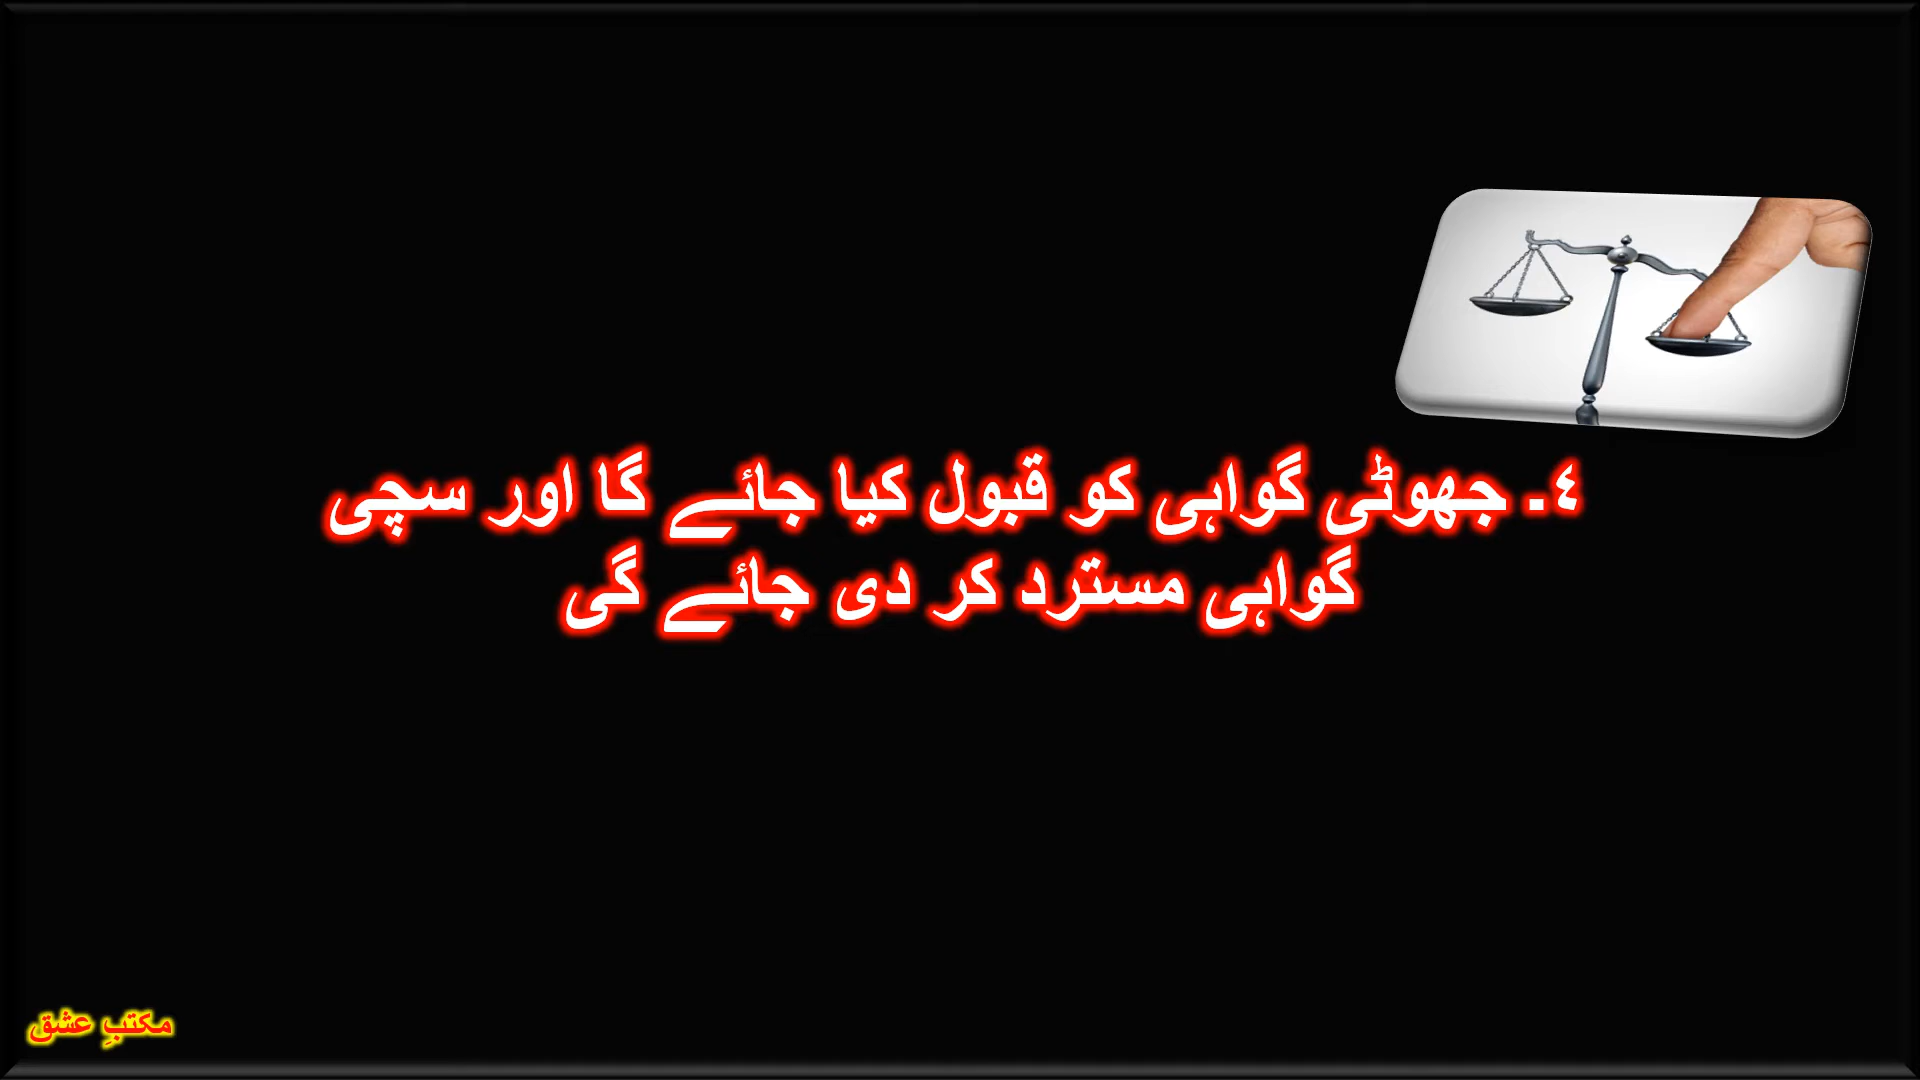 ٤۔ جھوٹی گواہی کو قبول کیا جائے گا اور سچی
گواہی مسترد کر دی جائے گی
مکتبِ عشق